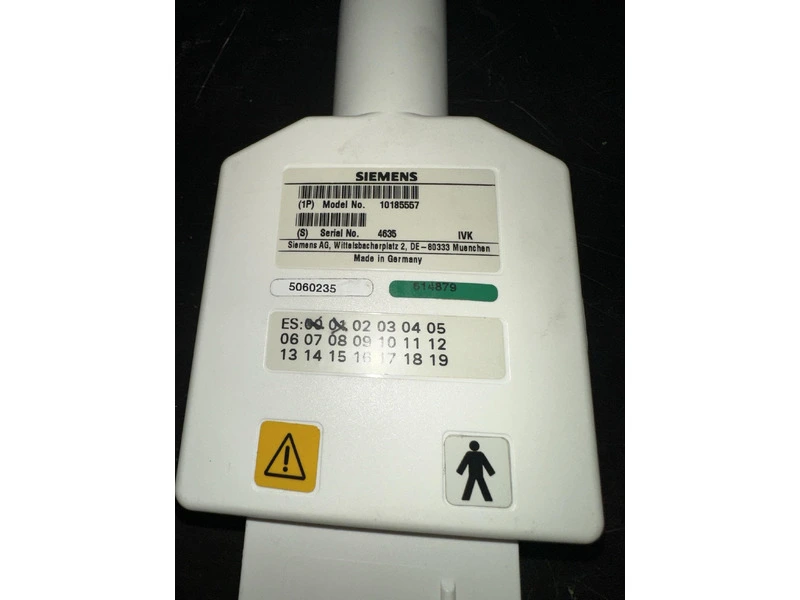 SIEMENS
(1P) Model No. 10185557
(S) Serial No. 4635 IVK
Siemens AG, Wittelsbacherplatz 2, DE-80333 Muenchen
Made in Germany
5060235 614879
ES: 00 01 02 03 04 05
06 07 08 09 10 11 12
13 14 15 16 17 18 19